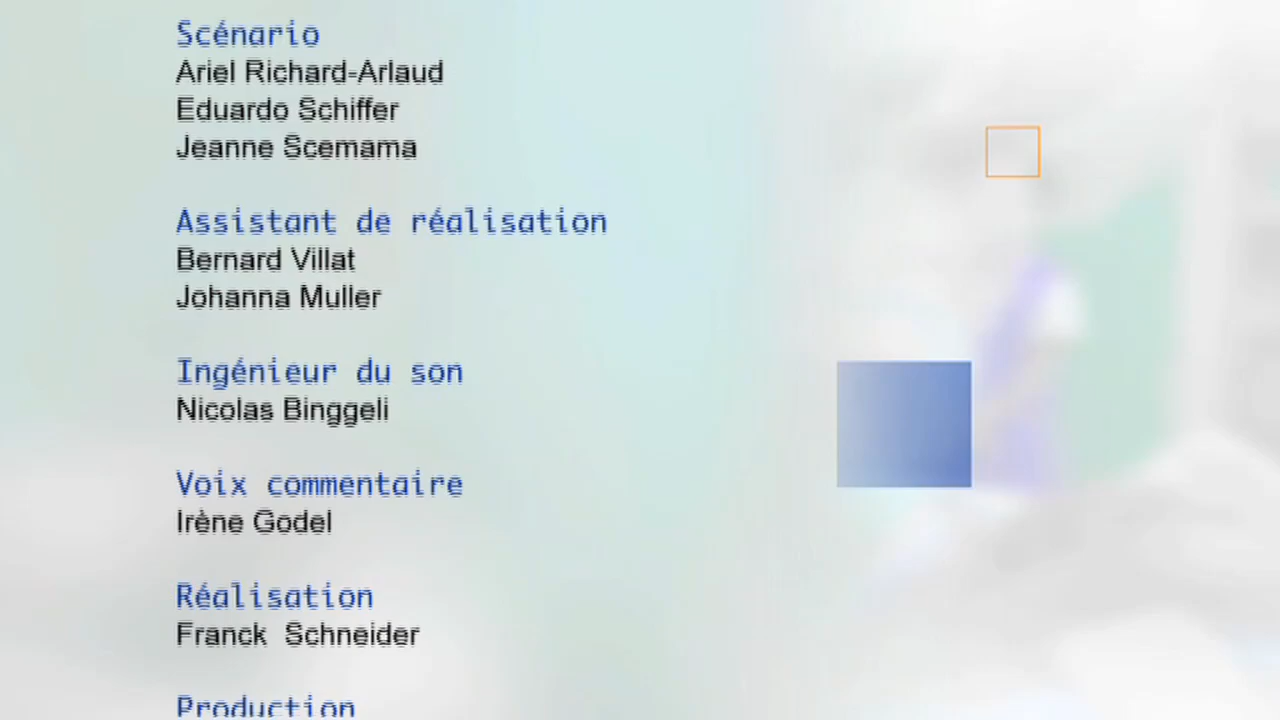 Scénario
Ariel Richard-Arlaud
Eduardo Schiffer
Jeanne Scemama
Assistant de réalisation
Bernard Villat
Johanna Muller
Ingénieur du son
Nicolas Binggeli
Voix commentaire
Irène Godel
Réalisation
Franck Schneider
Production